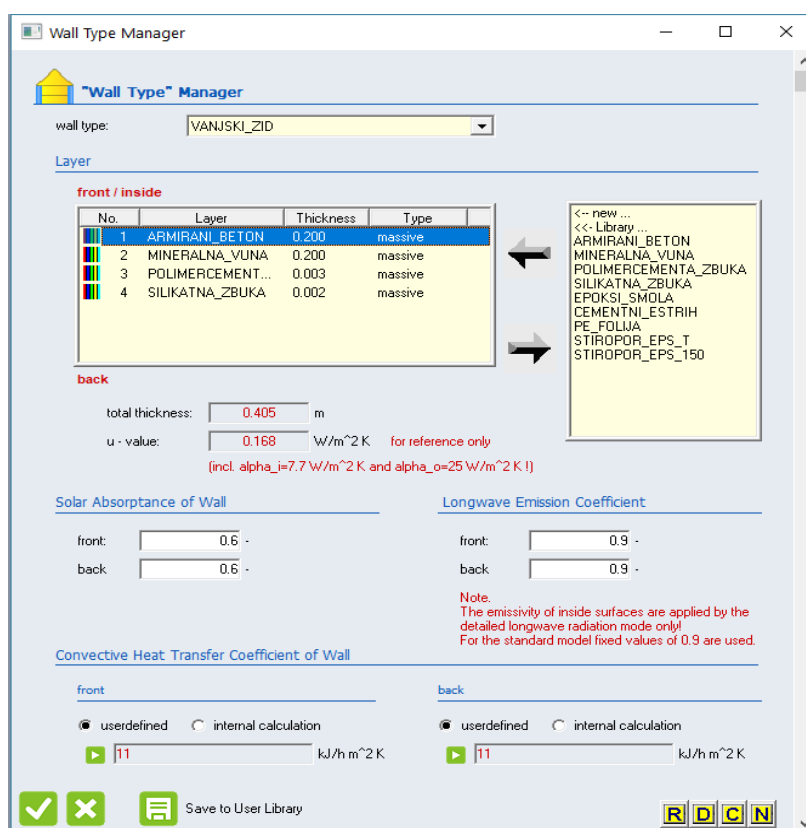 Wall Type Manager
"Wall Type" Manager
wall type: VANJSKI_ZID
Layer
front / inside
No. Layer Thickness Type
1 ARMIRANI_BETON 0.200 massive
2 MINERALNA_VUNA 0.200 massive
3 POLIMERCEMENT... 0.003 massive
4 SILIKATNA_ZBUKA 0.002 massive
back
<-- new ...
<<- Library ...
ARMIRANI_BETON
MINERALNA_VUNA
POLIMERCEMENTA_ZBUKA
SILIKATNA_ZBUKA
EPOKSI_SMOLA
CEMENTNI_ESTRIH
PE_FOLIJA
STIROPOR_EPS_T
STIROPOR_EPS_150
total thickness: 0.405 m
u - value: 0.168 W/m^2 K for reference only
(incl. alpha_i=7.7 W/m^2 K and alpha_o=25 W/m^2 K !)
Solar Absorptance of Wall
front: 0.6 -
back 0.6 -
Longwave Emission Coefficient
front: 0.9 -
back 0.9 -
Note.
The emissivity of inside surfaces are applied by the
detailed longwave radiation mode only!
For the standard model fixed values of 0.9 are used.
Convective Heat Transfer Coefficient of Wall
front
userdefined internal calculation
11 kJ/h m^2 K
back
userdefined internal calculation
11 kJ/h m^2 K
Save to User Library
R D C N